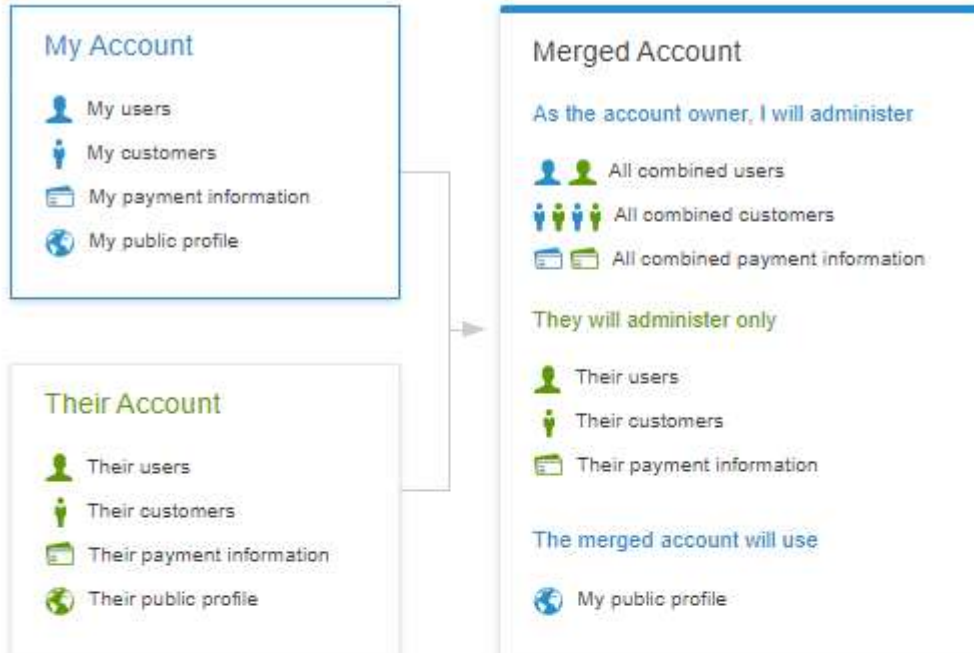 My Account
My users
My customers
My payment information
My public profile
Their Account
Their users
Their customers
Their payment information
Their public profile
Merged Account
As the account owner, I will administer
All combined users
All combined customers
All combined payment information
They will administer only
Their users
Their customers
Their payment information
The merged account will use
My public profile